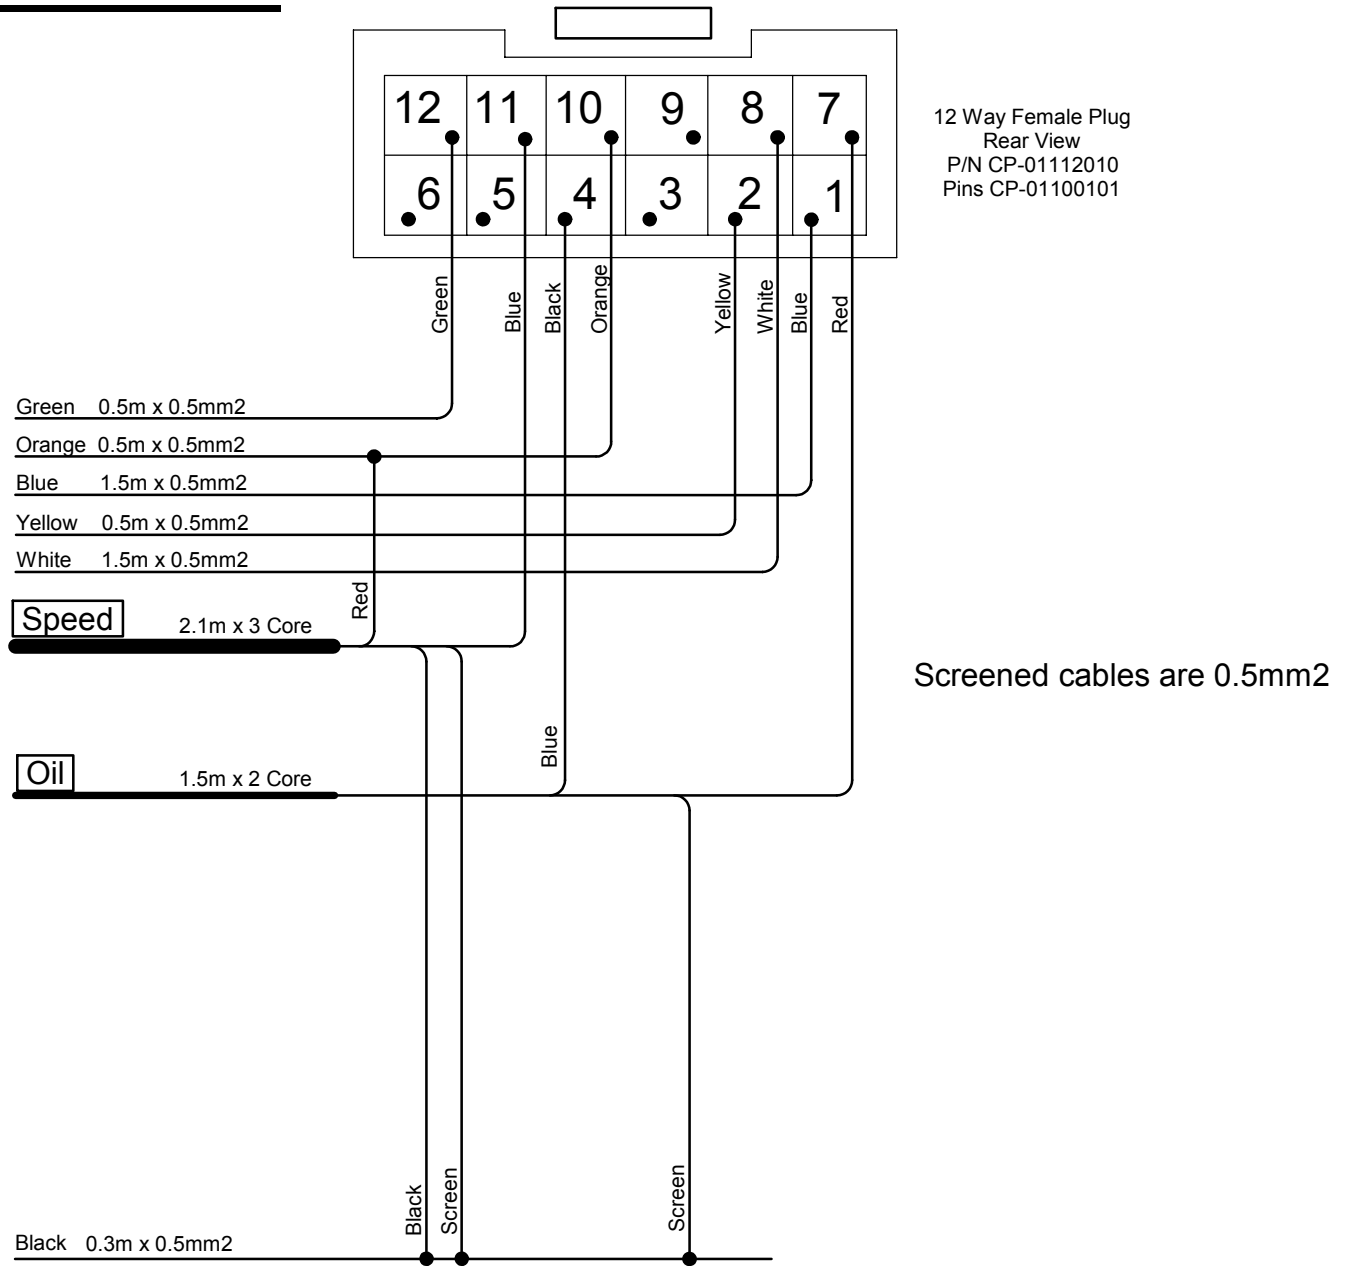 12 11 10 9 8 7
6 5 4 3 2 1
12 Way Female Plug
Rear View
P/N CP-01112010
Pins CP-01100101
Green
Blue
Black
Orange
Yellow
White
Blue
Red
Green 0.5m x 0.5mm2
Orange 0.5m x 0.5mm2
Blue 1.5m x 0.5mm2
Yellow 0.5m x 0.5mm2
White 1.5m x 0.5mm2
Red
Speed 2.1m x 3 Core
Screened cables are 0.5mm2
Blue
Oil 1.5m x 2 Core
Black
Screen
Screen
Black 0.3m x 0.5mm2